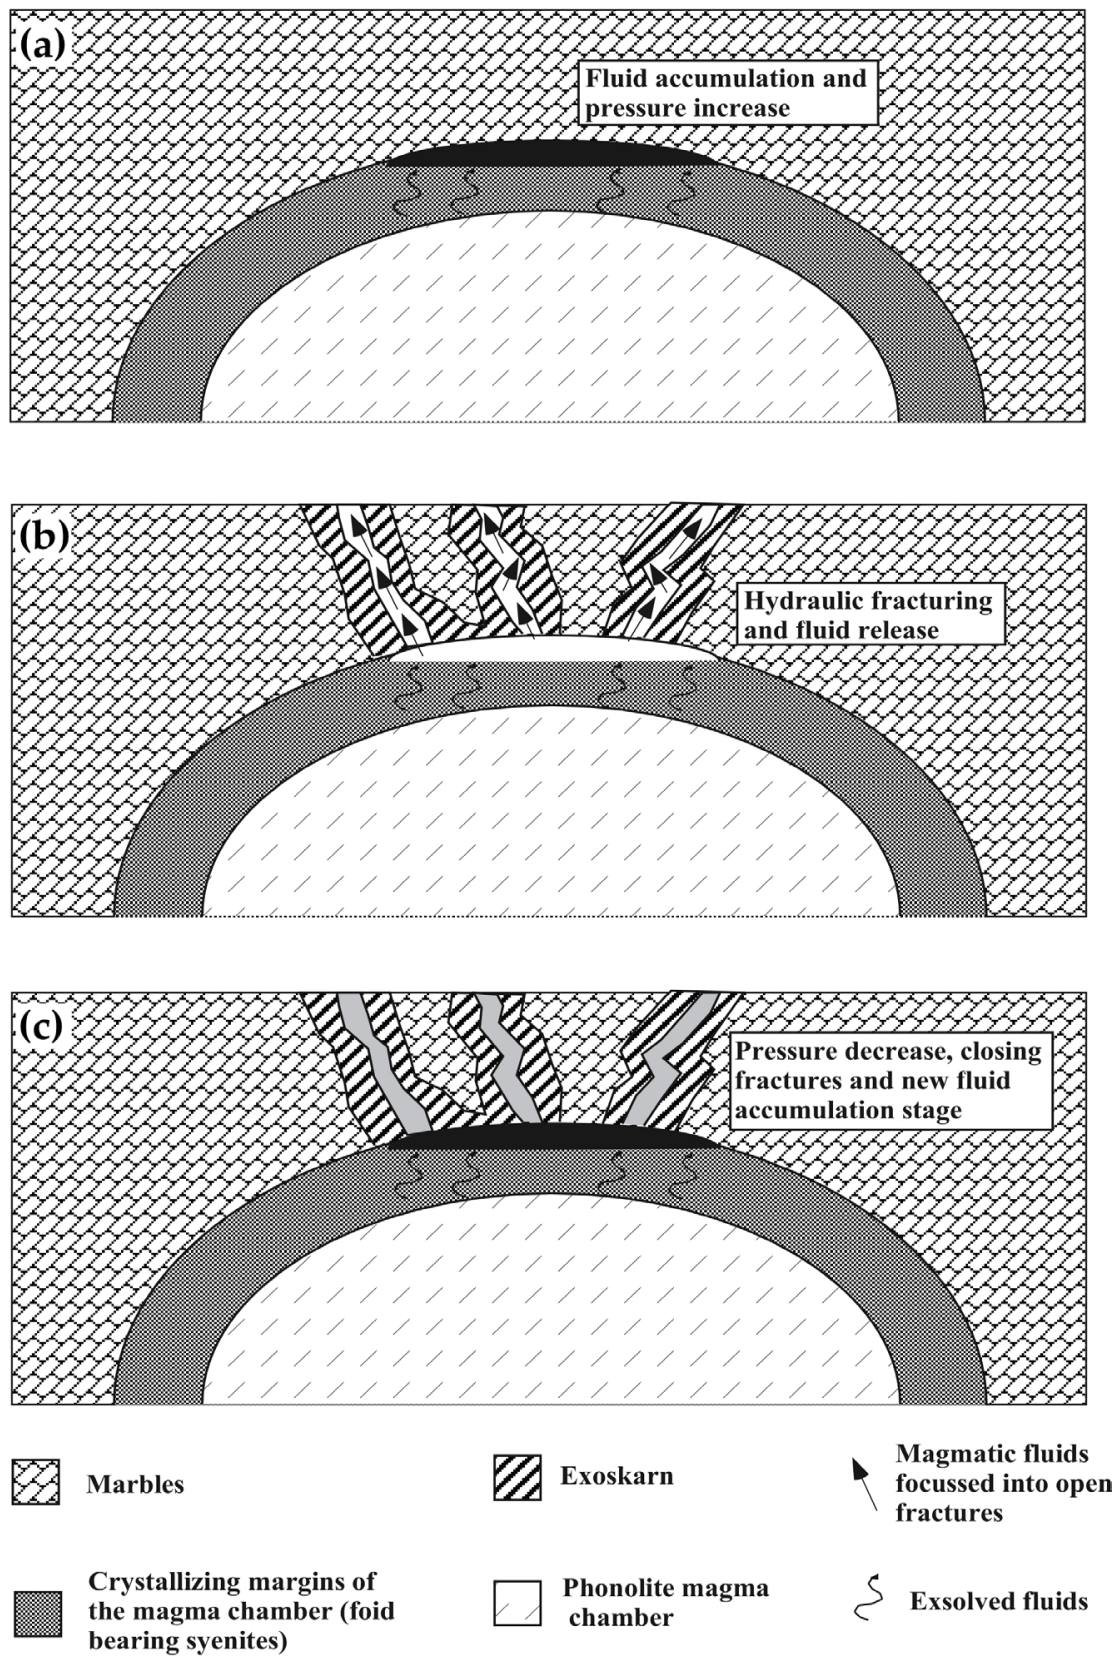 (a)
Fluid accumulation and
pressure increase
(b)
Hydraulic fracturing
and fluid release
(c)
Pressure decrease, closing
fractures and new fluid
accumulation stage
Marbles
Exoskarn
Magmatic fluids
focussed into open
fractures
Crystallizing margins of
the magma chamber (foid
bearing syenites)
Phonolite magma
chamber
Exsolved fluids